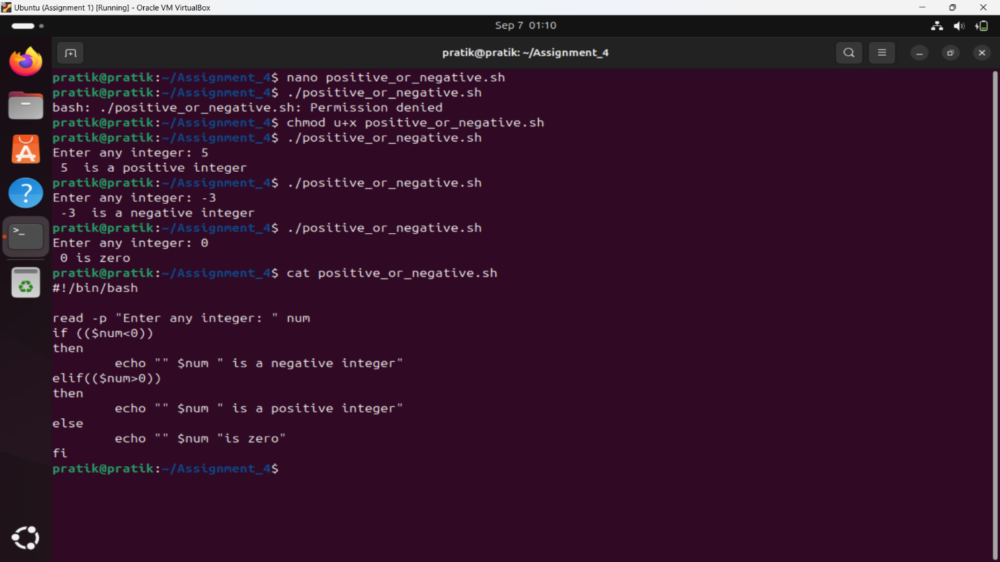 Ubuntu (Assignment 1) [Running] - Oracle VM VirtualBox
Sep 7 01:10
pratik@pratik: ~/Assignment_4
pratik@pratik:~/Assignment_4$ nano positive_or_negative.sh
pratik@pratik:~/Assignment_4$ ./positive_or_negative.sh
bash: ./positive_or_negative.sh: Permission denied
pratik@pratik:~/Assignment_4$ chmod u+x positive_or_negative.sh
pratik@pratik:~/Assignment_4$ ./positive_or_negative.sh
Enter any integer: 5
 5  is a positive integer
pratik@pratik:~/Assignment_4$ ./positive_or_negative.sh
Enter any integer: -3
 -3  is a negative integer
pratik@pratik:~/Assignment_4$ ./positive_or_negative.sh
Enter any integer: 0
 0 is zero
pratik@pratik:~/Assignment_4$ cat positive_or_negative.sh
#!/bin/bash

read -p "Enter any integer: " num
if (($num<0))
then
        echo "" $num " is a negative integer"
elif(($num>0))
then
        echo "" $num " is a positive integer"
else
        echo "" $num "is zero"
fi
pratik@pratik:~/Assignment_4$